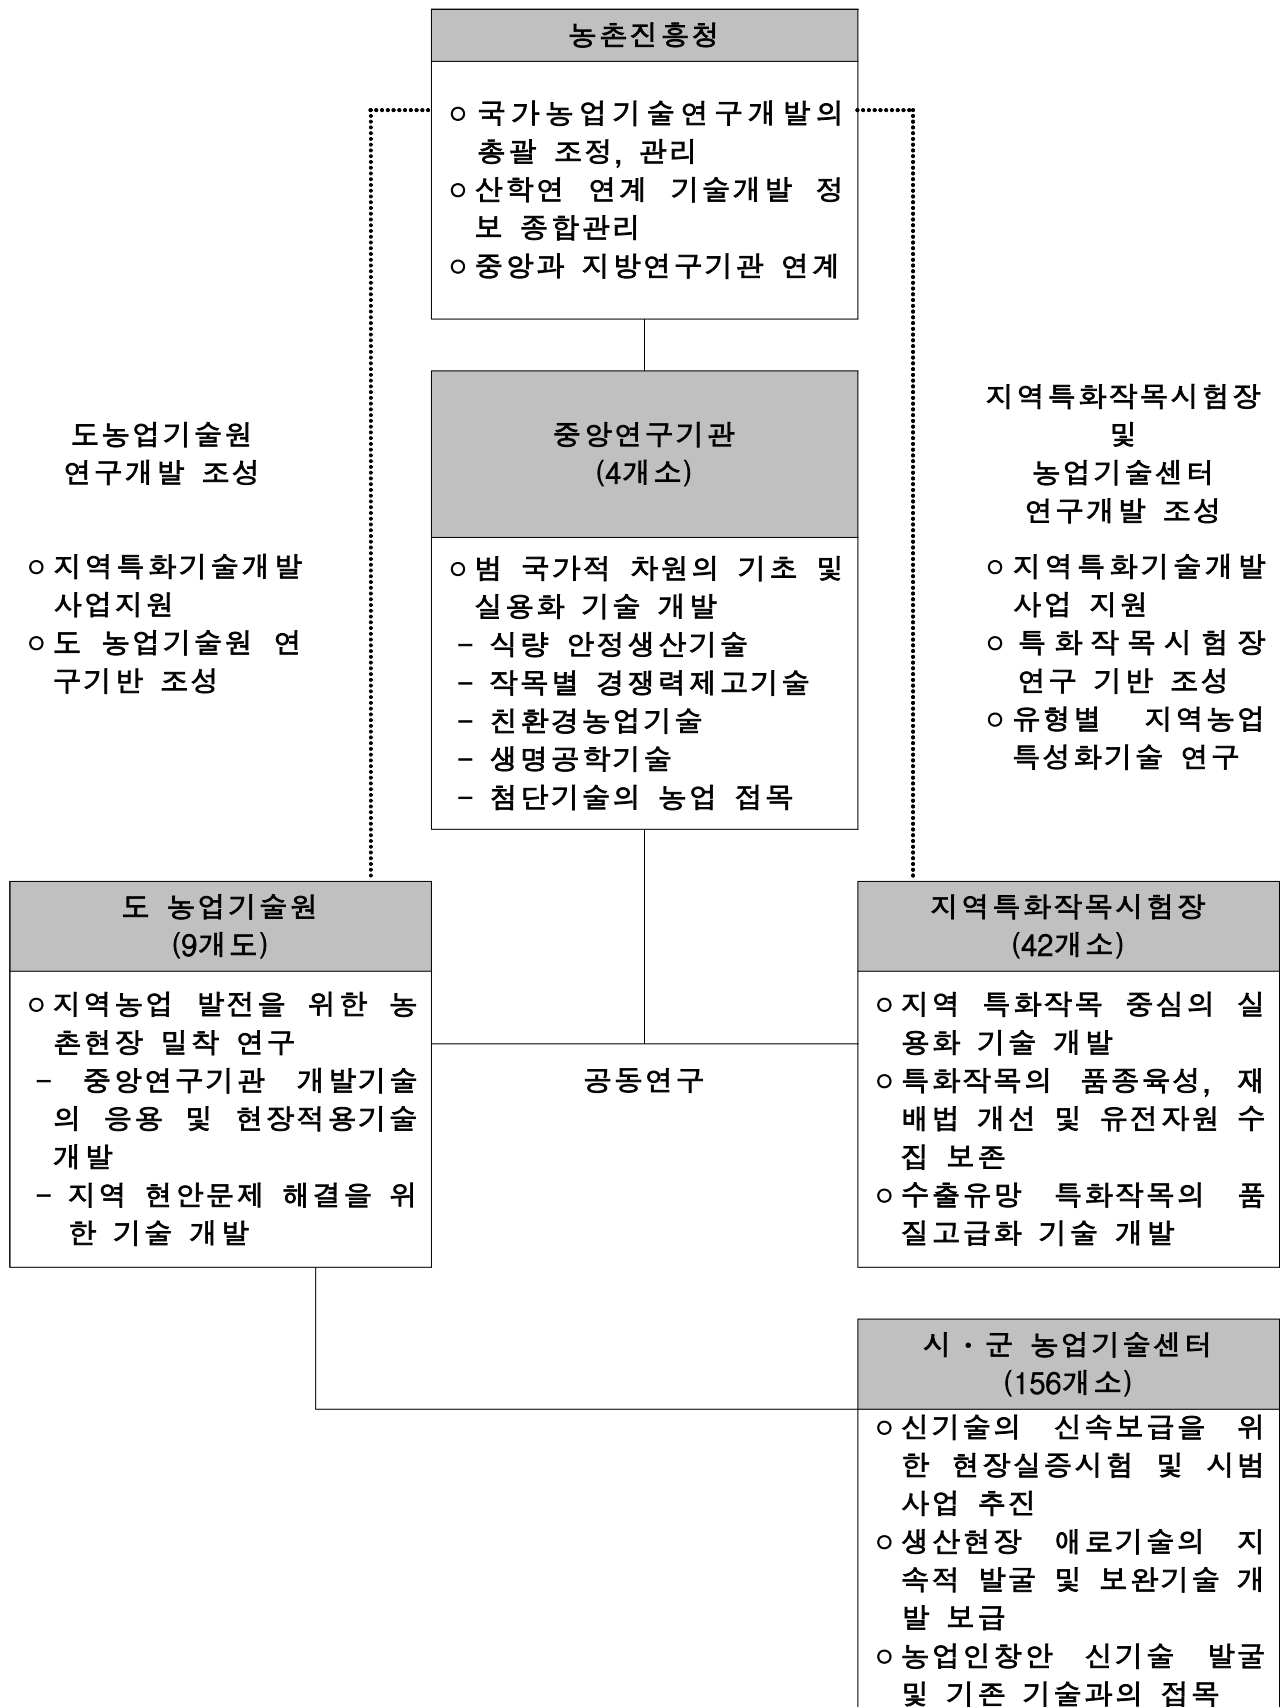 농촌진흥청
ㅇ 국가농업기술연구개발의
총괄 조정, 관리
ㅇ 산학연 연계 기술개발 정
보 종합관리
ㅇ 중앙과 지방연구기관 연계
도농업기술원
연구개발 조성
ㅇ 지역특화기술개발
사업지원
ㅇ 도 농업기술원 연
구기반 조성
중앙연구기관
(4개소)
ㅇ 범 국가적 차원의 기초 및
실용화 기술 개발
- 식량 안정생산기술
- 작목별 경쟁력제고기술
- 친환경농업기술
- 생명공학기술
- 첨단기술의 농업 접목
지역특화작목시험장
및
농업기술센터
연구개발 조성
ㅇ 지역특화기술개발
사업 지원
ㅇ 특화작목시험장
연구 기반 조성
ㅇ 유형별 지역농업
특성화기술 연구
도 농업기술원
(9개도)
ㅇ 지역농업 발전을 위한 농
촌현장 밀착 연구
- 중앙연구기관 개발기술
의 응용 및 현장적용기술
개발
- 지역 현안문제 해결을 위
한 기술 개발
공동연구
지역특화작목시험장
(42개소)
ㅇ 지역 특화작목 중심의 실
용화 기술 개발
ㅇ 특화작목의 품종육성, 재
배법 개선 및 유전자원 수
집 보존
ㅇ 수출유망 특화작목의 품
질고급화 기술 개발
시・군 농업기술센터
(156개소)
ㅇ 신기술의 신속보급을 위
한 현장실증시험 및 시범
사업 추진
ㅇ 생산현장 애로기술의 지
속적 발굴 및 보완기술 개
발 보급
ㅇ 농업인창안 신기술 발굴
및 기존 기술과의 접목